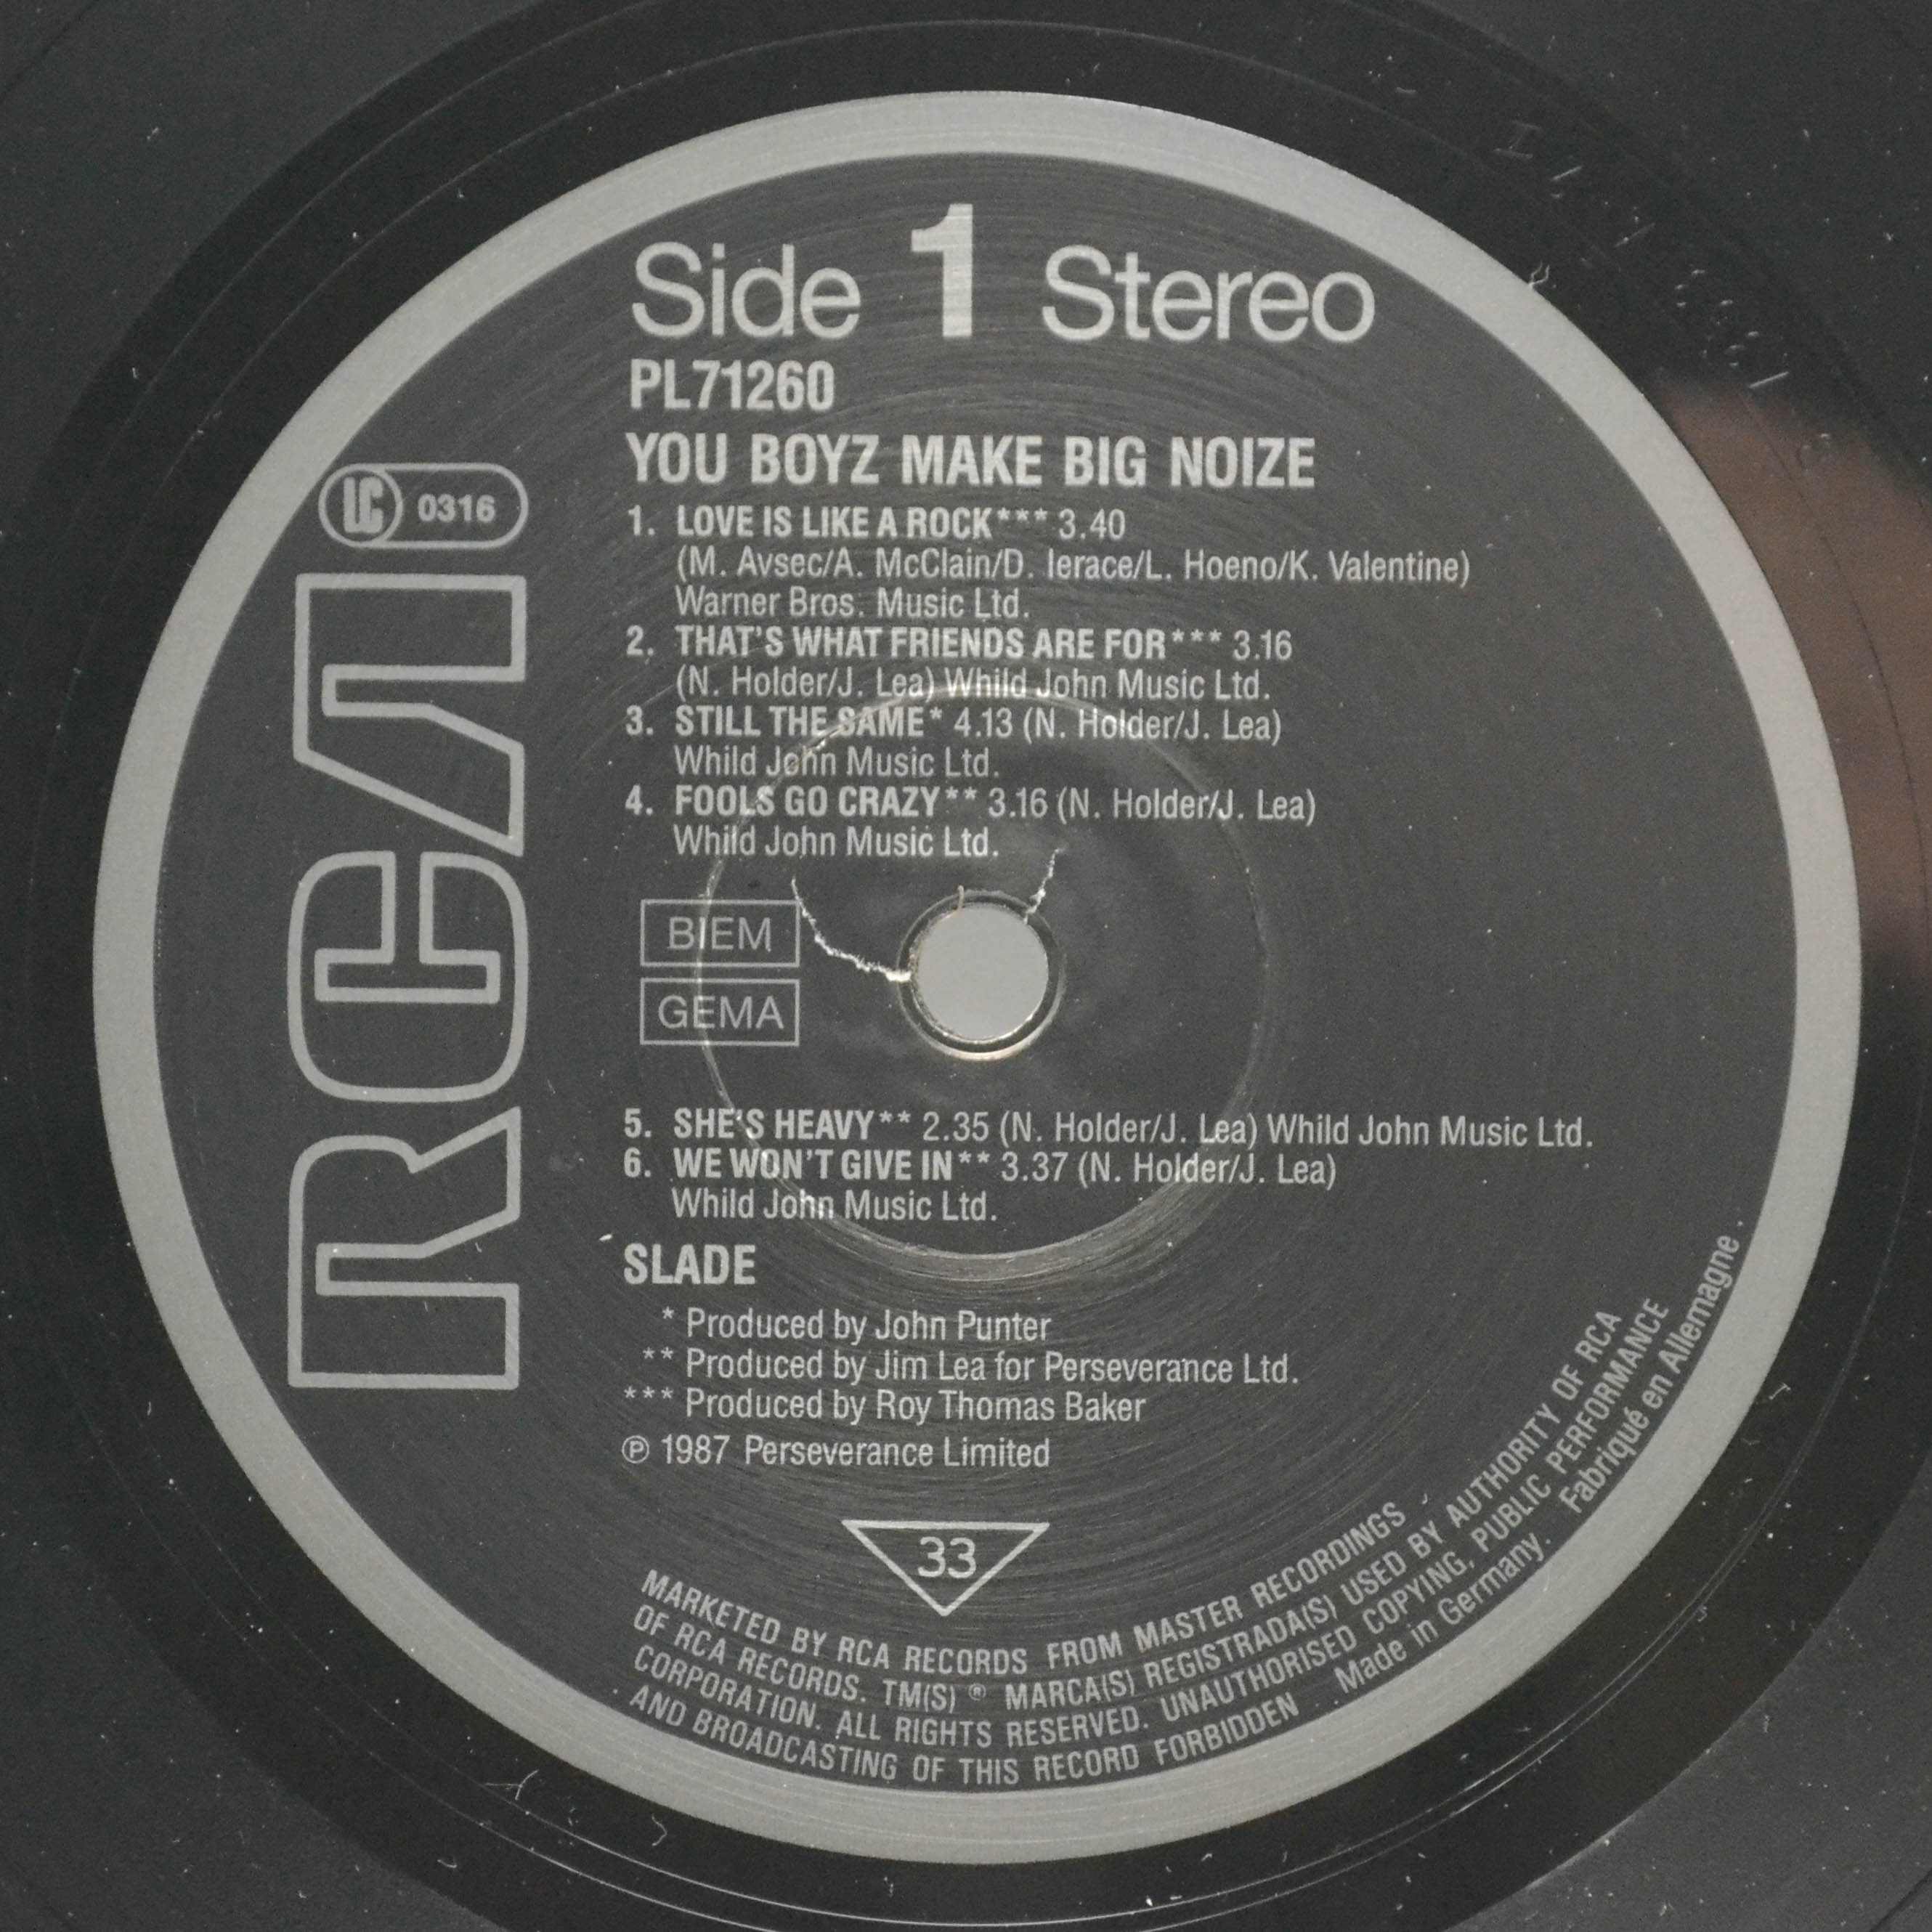 Side 1 Stereo
PL71260
YOU BOYZ MAKE BIG NOIZE
LC 0316
RCA
1. LOVE IS LIKE A ROCK*** 3.40
(M. Avsec/A. McClain/D. Ierace/L. Hoeno/K. Valentine)
Warner Bros. Music Ltd.
2. THAT'S WHAT FRIENDS ARE FOR*** 3.16
(N. Holder/J. Lea) Whild John Music Ltd.
3. STILL THE SAME* 4.13 (N. Holder/J. Lea)
Whild John Music Ltd.
4. FOOLS GO CRAZY** 3.16 (N. Holder/J. Lea)
Whild John Music Ltd.
BIEM
GEMA
5. SHE'S HEAVY** 2.35 (N. Holder/J. Lea) Whild John Music Ltd.
6. WE WON'T GIVE IN** 3.37 (N. Holder/J. Lea)
Whild John Music Ltd.
SLADE
* Produced by John Punter
** Produced by Jim Lea for Perseverance Ltd.
*** Produced by Roy Thomas Baker
℗ 1987 Perseverance Limited
33
MARKETED BY RCA RECORDS FROM MASTER RECORDINGS
OF RCA RECORDS. TM(S) ® MARCA(S) REGISTRADA(S) USED BY AUTHORITY OF RCA
CORPORATION. ALL RIGHTS RESERVED. UNAUTHORISED COPYING, PUBLIC PERFORMANCE
AND BROADCASTING OF THIS RECORD FORBIDDEN Made in Germany. Fabriqué en Allemagne.